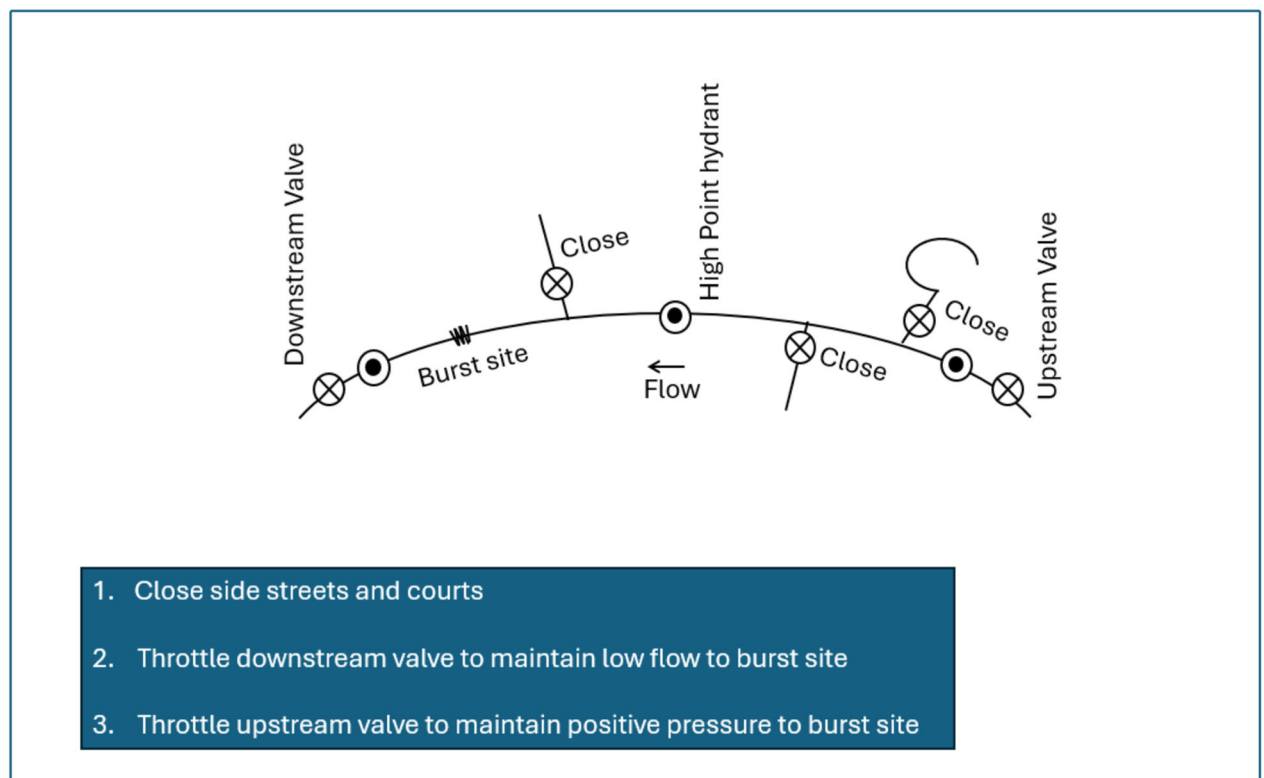 Downstream Valve
Close
High Point hydrant
Close
Upstream Valve
Burst site
Close
Flow
1. Close side streets and courts
2. Throttle downstream valve to maintain low flow to burst site
3. Throttle upstream valve to maintain positive pressure to burst site